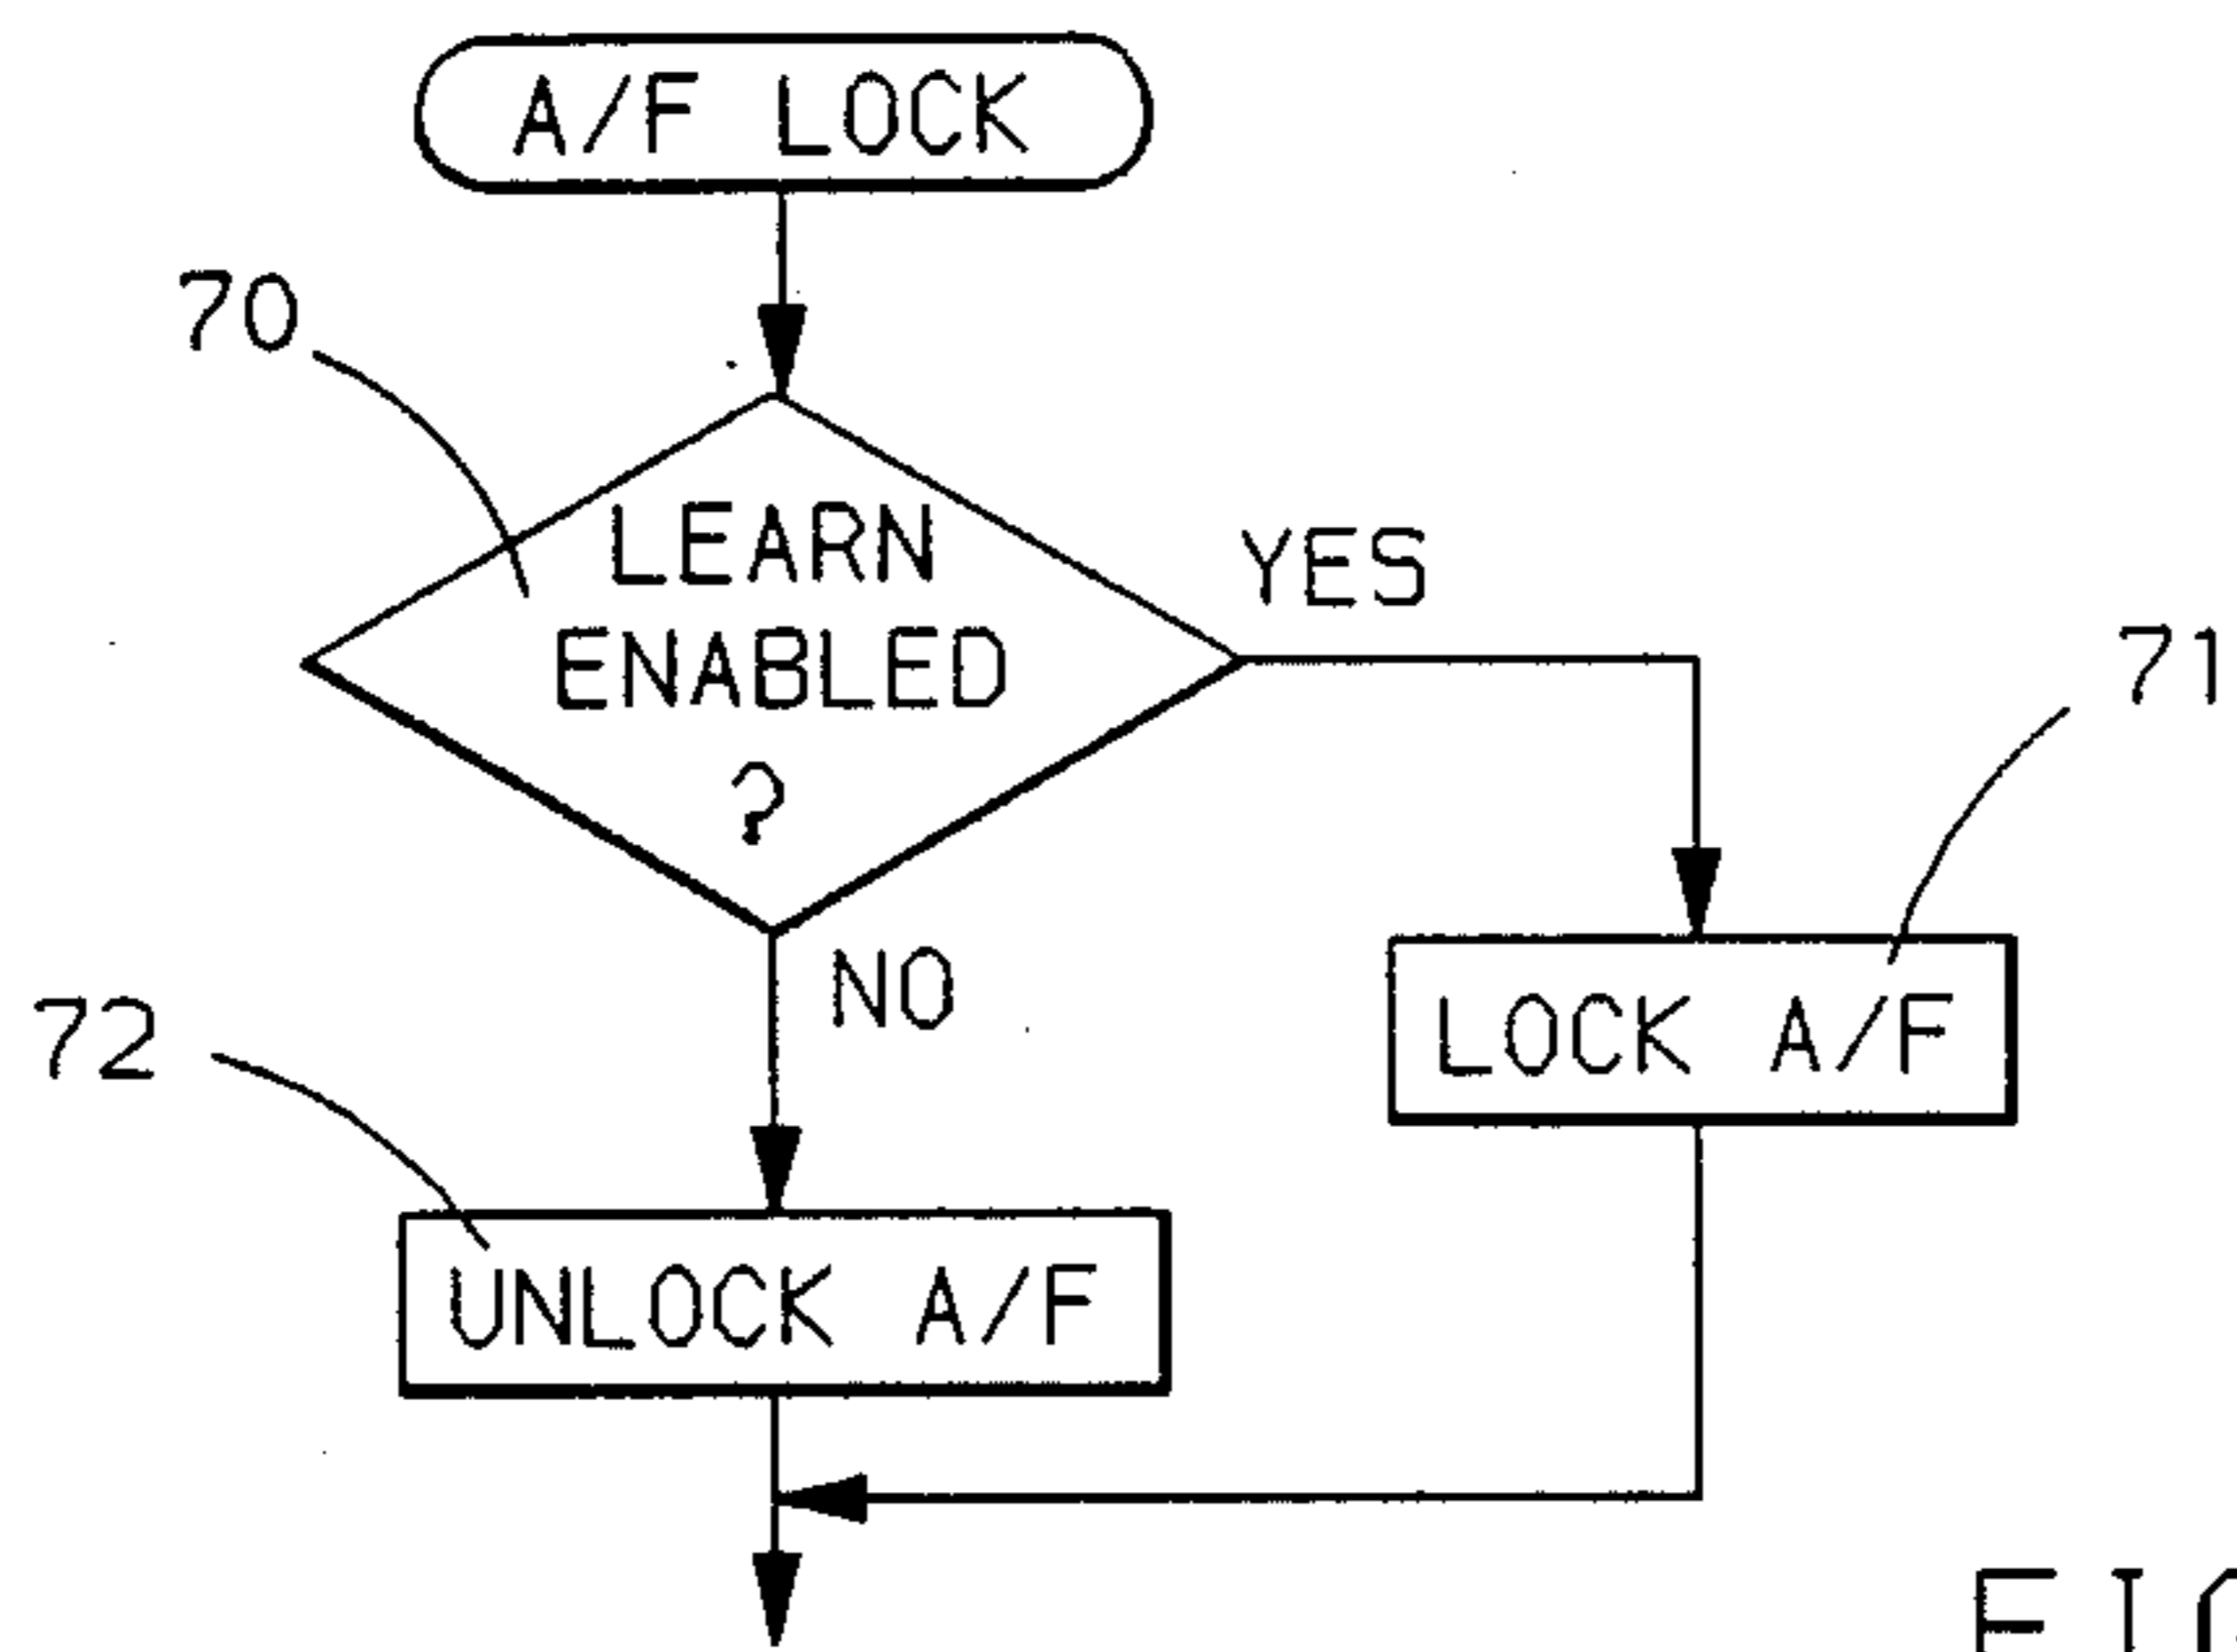 A/F LOCK
70
LEARN
ENABLED
?
YES
71
NO
LOCK A/F
72
UNLOCK A/F